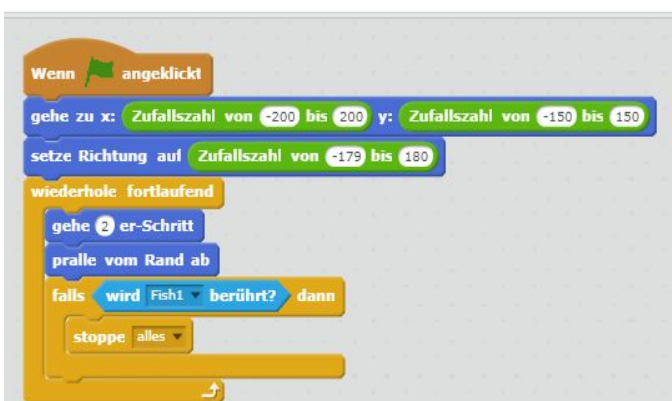 Wenn angeklickt
gehe zu x: Zufallszahl von -200 bis 200 y: Zufallszahl von -150 bis 150
setze Richtung auf Zufallszahl von -179 bis 180
wiederhole fortlaufend
gehe 2 er-Schritt
pralle vom Rand ab
falls wird Fish1 berührt? dann
stoppe alles